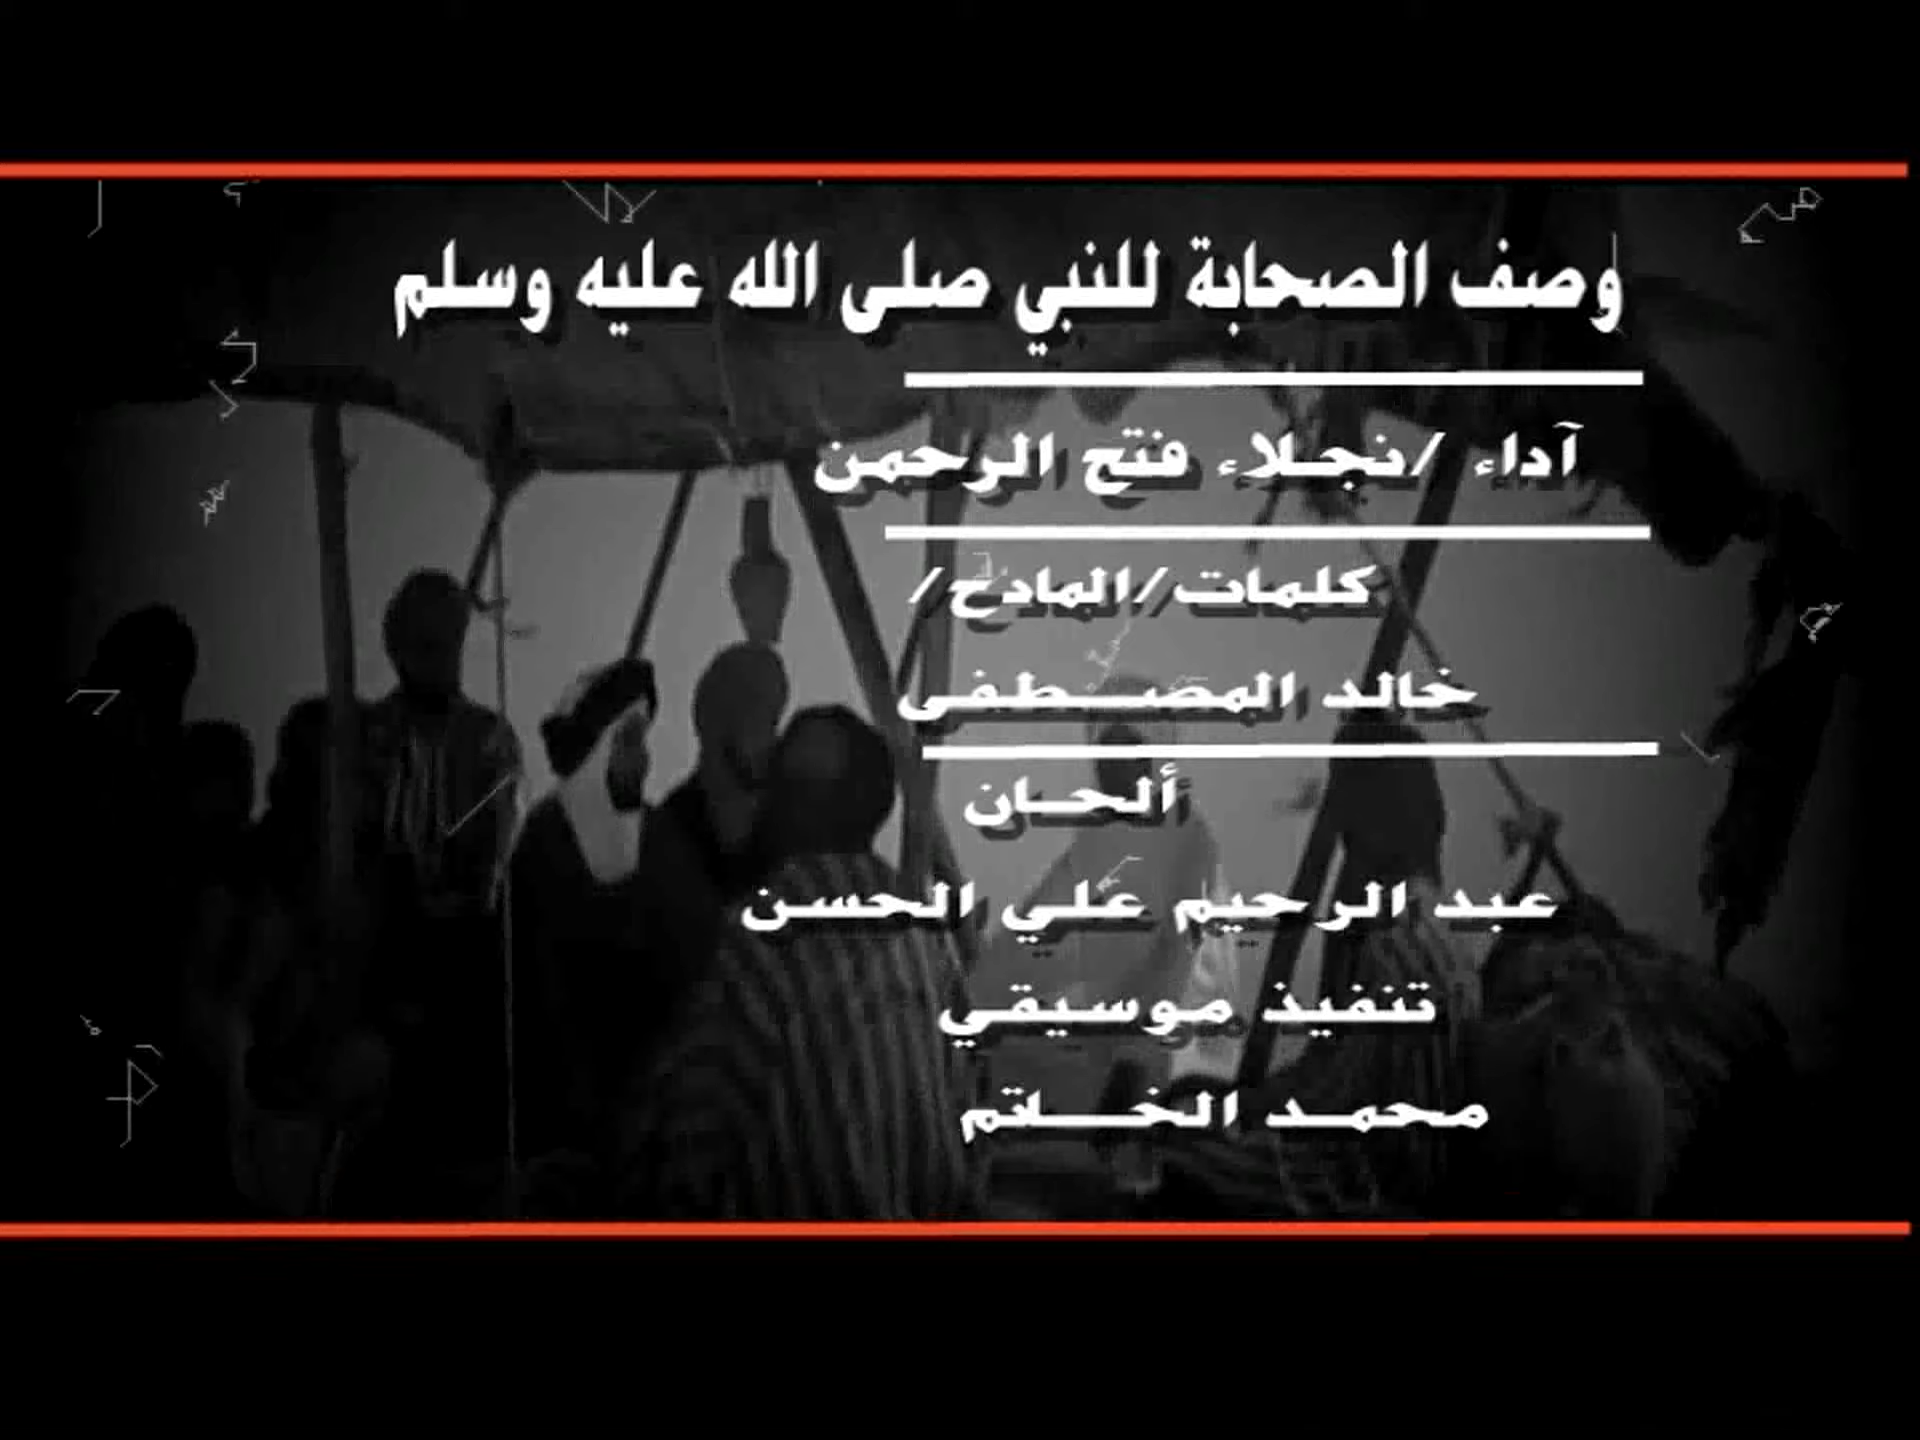 وصف الصحابة للنبي صلى الله عليه وسلم
آداء /نجلاء فتح الرحمن
كلمات/المادح/
خالد المصطفى
ألحان
عبد الرحيم علي الحسن
تنفيذ موسيقي
محمد الخاتم